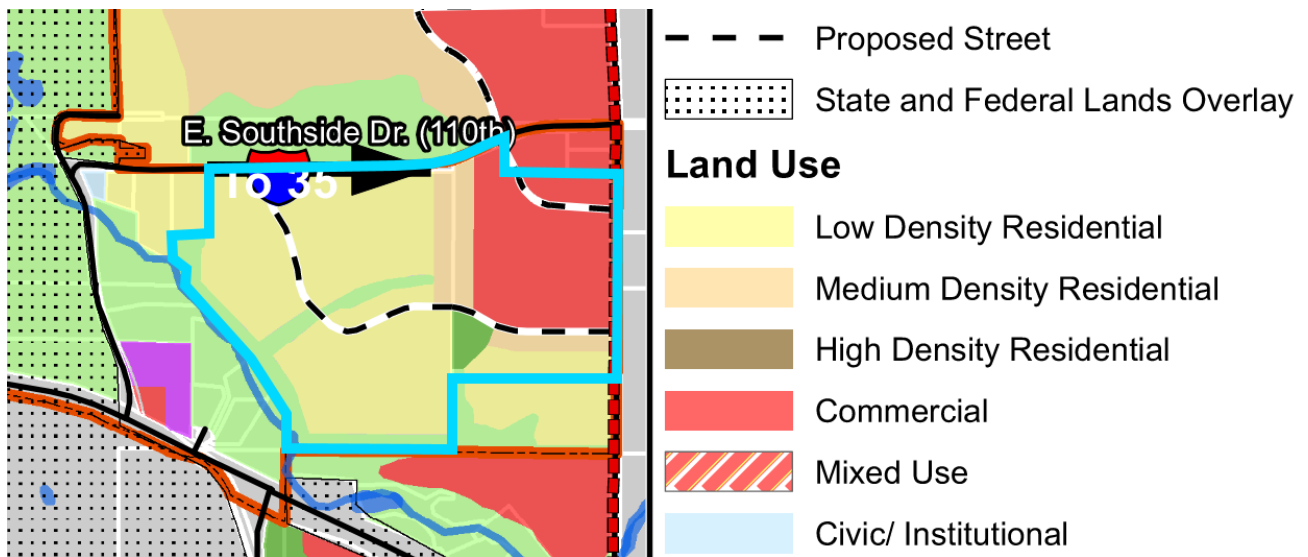 E. Southside Dr. (110th)
To 35
Proposed Street
State and Federal Lands Overlay
Land Use
Low Density Residential
Medium Density Residential
High Density Residential
Commercial
Mixed Use
Civic/ Institutional